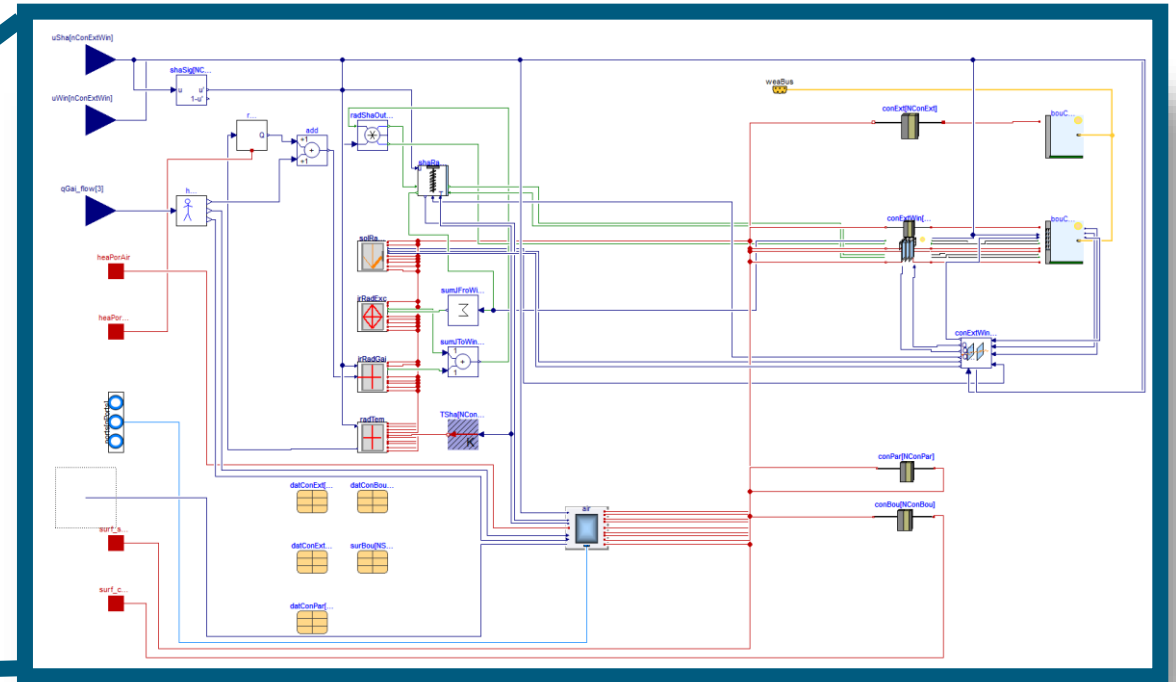 uSha[nConExtWin]
shaSig[NC...
u
u'
1-u'
uWin[nConExtWin]
r...
Q
add
+1
+
+1
radShaOut...
shaRa...
weaBus
conExt[NConExt]
bouC...
qGai_flow[3]
h...
conExtWin[...
bouC...
solRa...
heaPorAir
irRadExc
sumJFroWi...
Σ
heaPor...
sumJToWin...
1
+
1
conExtWin...
irRadGai
radTem
TSha[NCon...
K
conPar[NConPar]
datConExt[...
datConBou...
air
conBou[NConBou]
surf_s...
datConExt...
surBou[NS...
surf_c...
datConPar[...